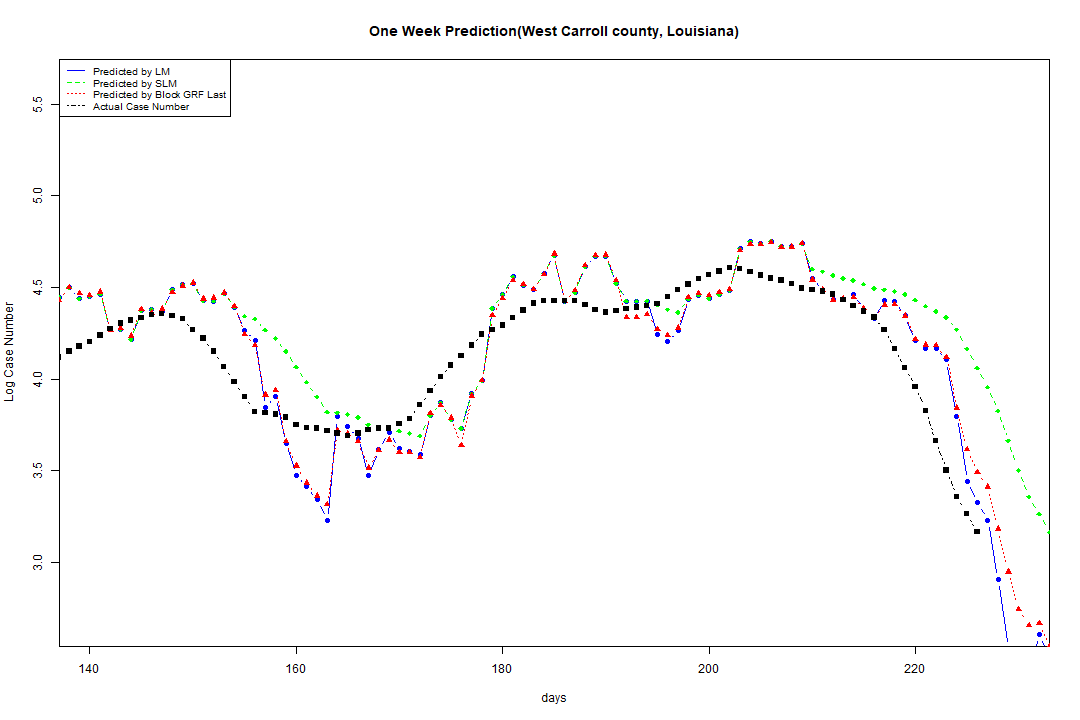 One Week Prediction(West Carroll county, Louisiana)
Predicted by LM
Predicted by SLM
Predicted by Block GRF Last
Actual Case Number
Log Case Number
5.5
5.0
4.5
4.0
3.5
3.0
140 160 180 200 220
days